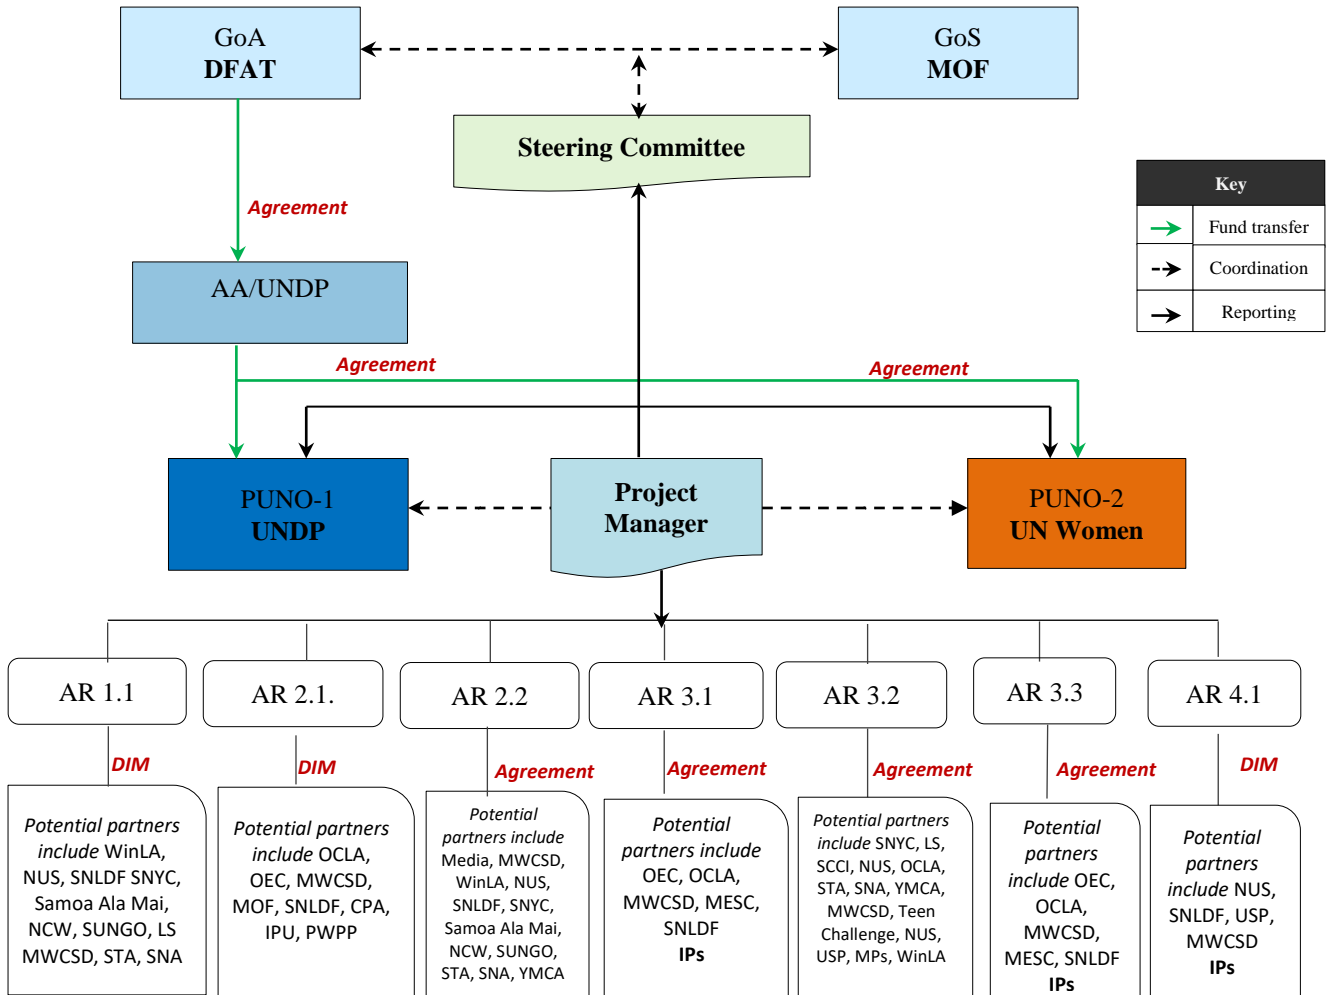 GoA
DFAT
GoS
MOF
Steering Committee
Key
Fund transfer
Coordination
Reporting
Agreement
AA/UNDP
Agreement
Agreement
PUNO-1
UNDP
Project
Manager
PUNO-2
UN Women
AR 1.1
AR 2.1.
AR 2.2
AR 3.1
AR 3.2
AR 3.3
AR 4.1
DIM
DIM
Agreement
Agreement
Agreement
Agreement
DIM
Potential partners
include WinLA,
NUS, SNLDF SNYC,
Samoa Ala Mai,
NCW, SUNGO, LS
MWCSD, STA, SNA
Potential partners
include OCLA,
OEC, MWCSD,
MOF, SNLDF, CPA,
IPU, PWPP
Potential
partners include
Media, MWCSD,
WinLA, NUS,
SNLDF, SNYC,
Samoa Ala Mai,
NCW, SUNGO,
STA, SNA, YMCA
Potential
partners include
OEC, OCLA,
MWCSD, MESC,
SNLDF
IPs
Potential partners
include SNYC, LS,
SCCI, NUS, OCLA,
STA, SNA, YMCA,
MWCSD, Teen
Challenge, NUS,
USP, MPs, WinLA
Potential
partners
include OEC,
OCLA,
MWCSD,
MESC, SNLDF
IPs
Potential
partners
include NUS,
SNLDF, USP,
MWCSD
IPs